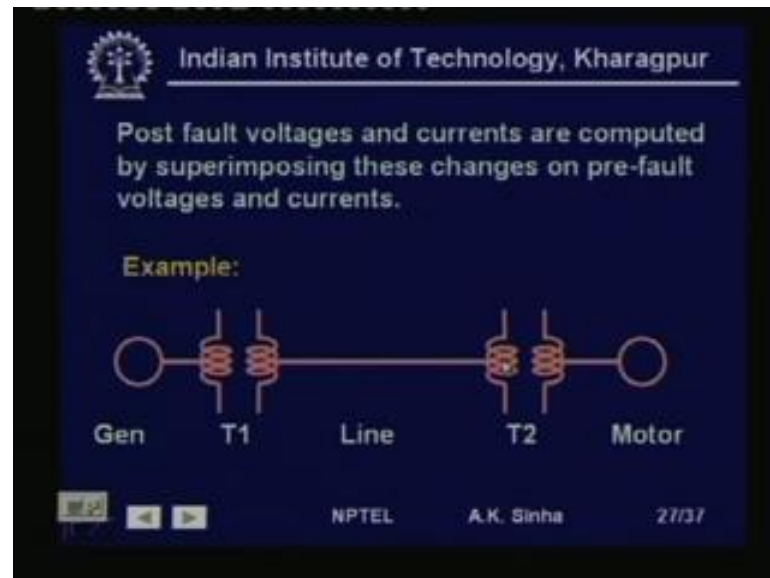 Indian Institute of Technology, Kharagpur
Post fault voltages and currents are computed
by superimposing these changes on pre-fault
voltages and currents.
Example:
Gen T1 Line T2 Motor
NPTEL A.K. Sinha 27/37